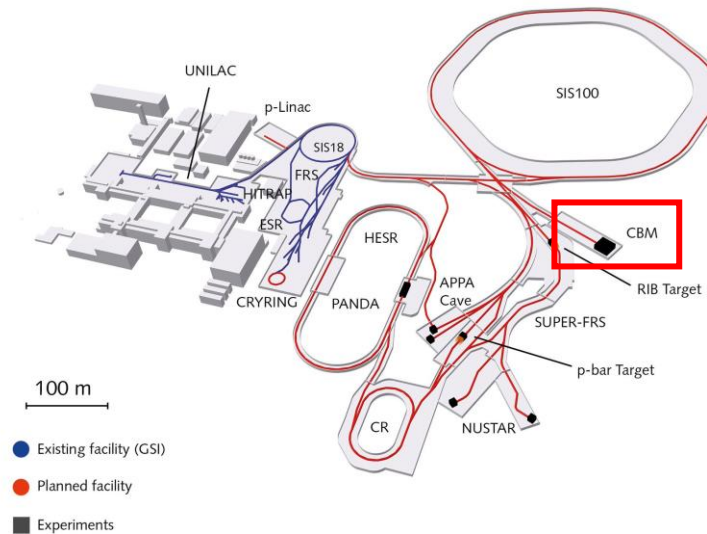 UNILAC
p-Linac
SIS100
SIS18
FRS
HITRAP
ESR
CBM
HESR
CRYRING
PANDA
APPA
Cave
RIB Target
SUPER-FRS
p-bar Target
100 m
CR
NUSTAR
Existing facility (GSI)
Planned facility
Experiments